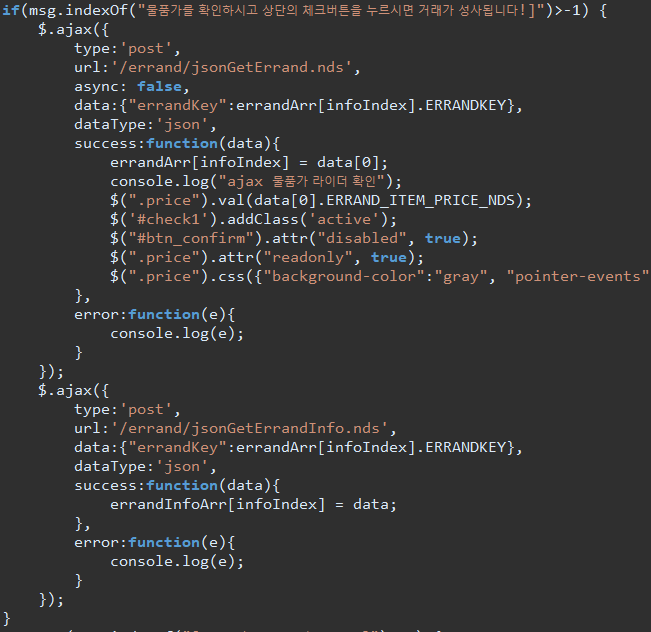 if(msg.indexOf("물품가를 확인하시고 상단의 체크버튼을 누르시면 거래가 성사됩니다!]")>-1) {
$.ajax({
type:'post',
url:'/errand/jsonGetErrand.nds',
async: false,
data:{"errandKey":errandArr[infoIndex].ERRANDKEY},
dataType:'json',
success:function(data){
errandArr[infoIndex] = data[0];
console.log("ajax 물품가 라이더 확인");
$(".price").val(data[0].ERRAND_ITEM_PRICE_NDS);
$('#check1').addClass('active');
$("#btn_confirm").attr("disabled", true);
$(".price").attr("readonly", true);
$(".price").css({"background-color":"gray", "pointer-events"
},
error:function(e){
console.log(e);
}
});
$.ajax({
type:'post',
url:'/errand/jsonGetErrandInfo.nds',
data:{"errandKey":errandArr[infoIndex].ERRANDKEY},
dataType:'json',
success:function(data){
errandInfoArr[infoIndex] = data;
},
error:function(e){
console.log(e);
}
});
}